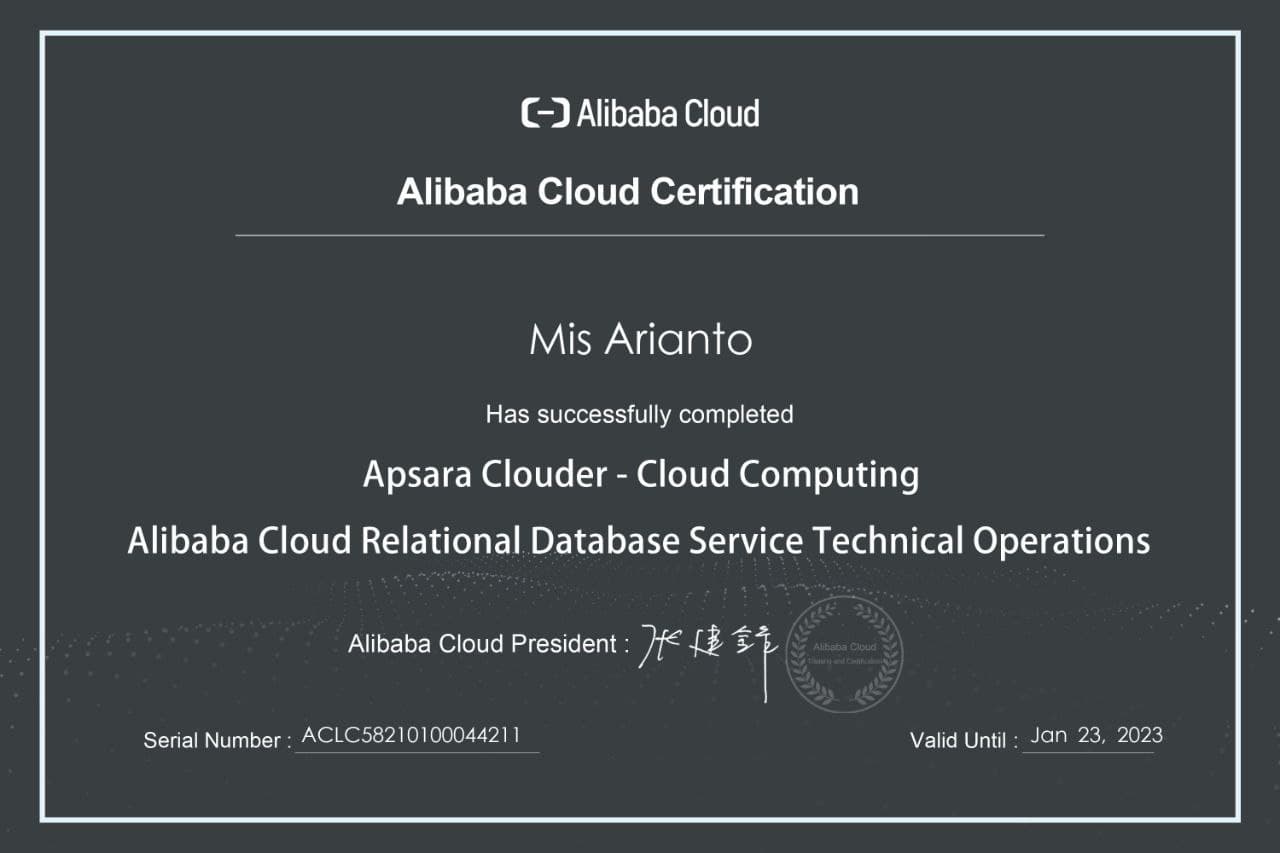 Alibaba Cloud
Alibaba Cloud Certification
Mis Arianto
Has successfully completed
Apsara Clouder - Cloud Computing
Alibaba Cloud Relational Database Service Technical Operations
Alibaba Cloud President : 张建锋
Alibaba Cloud
Training and Certification
Serial Number : ACLC58210100044211
Valid Until : Jan 23, 2023